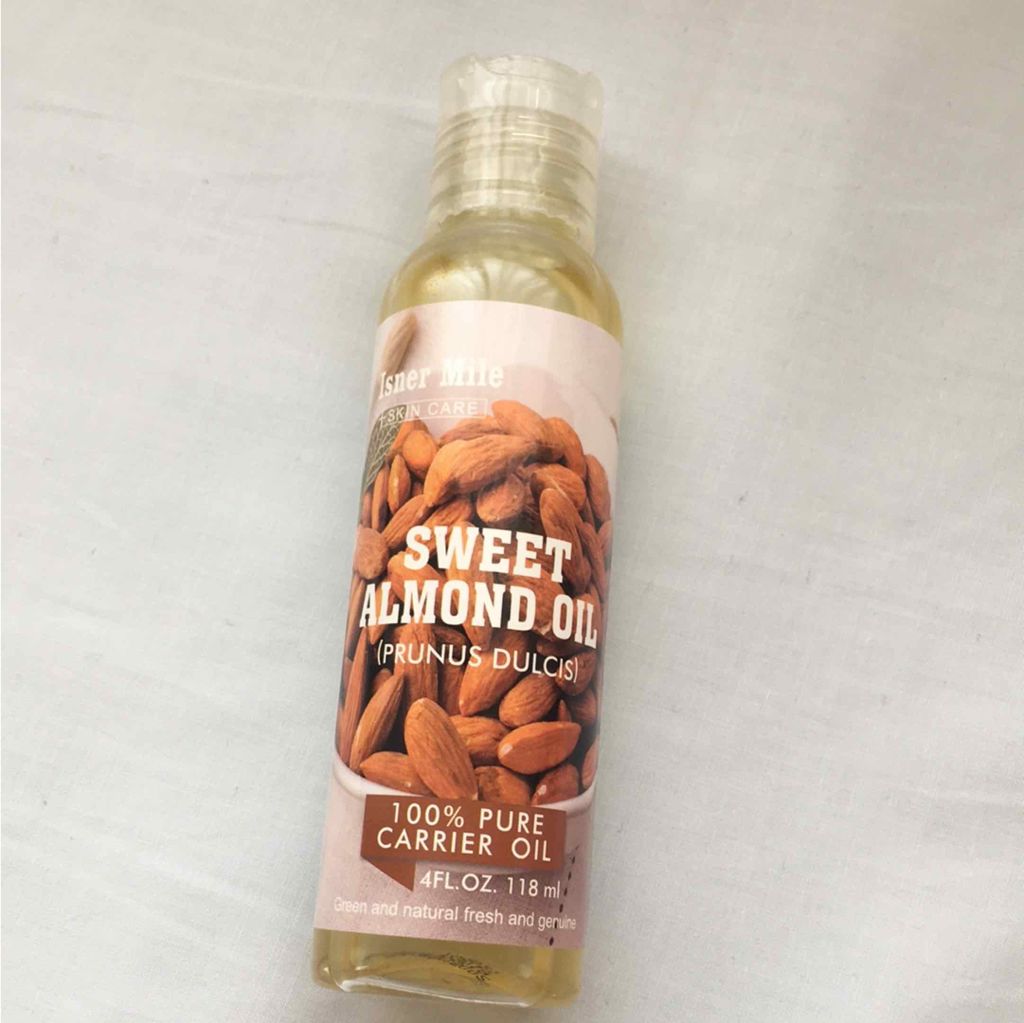 Isner Mile
+SKIN CARE
SWEET
ALMOND OIL
(PRUNUS DULCIS)
100% PURE
CARRIER OIL
4FL.OZ. 118 ml
Green and natural fresh and genuine